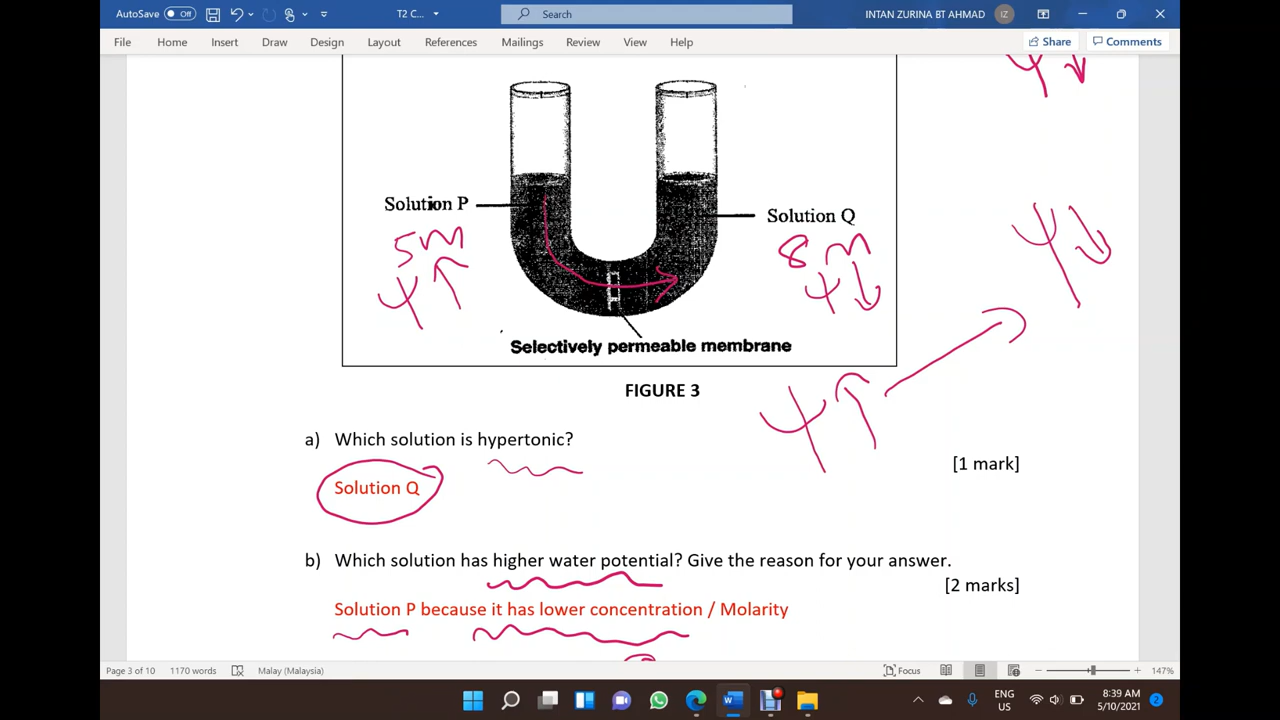 AutoSave Off T2 C... Search INTAN ZURINA BT AHMAD IZ
File Home Insert Draw Design Layout References Mailings Review View Help Share Comments
Ψ↓
Solution P
Solution Q
5M
8M
Ψ↑
Ψ↓
Ψ↓
Selectively permeable membrane
FIGURE 3
Ψ↑
a) Which solution is hypertonic?
[1 mark]
Solution Q
b) Which solution has higher water potential? Give the reason for your answer.
[2 marks]
Solution P because it has lower concentration / Molarity
Page 3 of 10 1170 words Malay (Malaysia) Focus 147%
ENG US 8:39 AM 5/10/2021 2